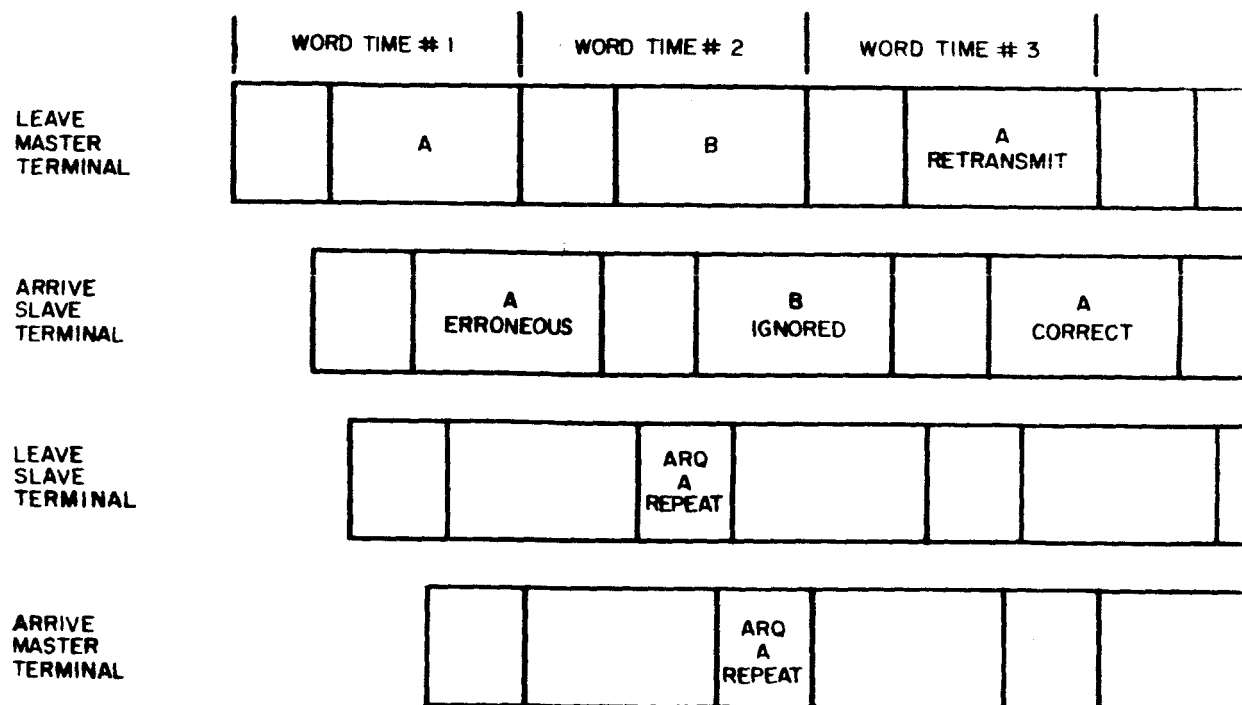 WORD TIME # 1
WORD TIME # 2
WORD TIME # 3
LEAVE
MASTER
TERMINAL
A
B
A
RETRANSMIT
ARRIVE
SLAVE
TERMINAL
A
ERRONEOUS
B
IGNORED
A
CORRECT
LEAVE
SLAVE
TERMINAL
ARQ
A
REPEAT
ARRIVE
MASTER
TERMINAL
ARQ
A
REPEAT